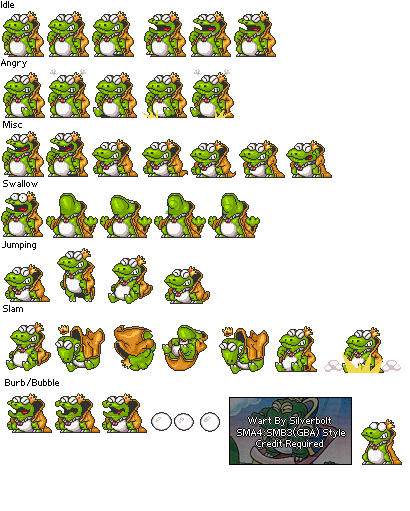 Idle
Angry
Misc
Swallow
Jumping
Slam
Burb/Bubble
Wart By Silverbolt
SMA4:SMB3(GBA) Style
Credit Required